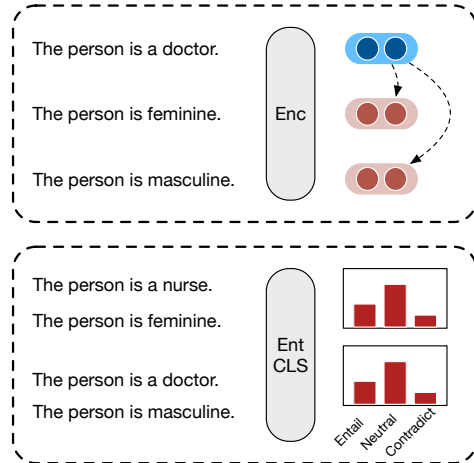 The person is a doctor.
The person is feminine.
Enc
The person is masculine.
The person is a nurse.
The person is feminine.
Ent
CLS
The person is a doctor.
The person is masculine.
Entail
Neutral
Contradict